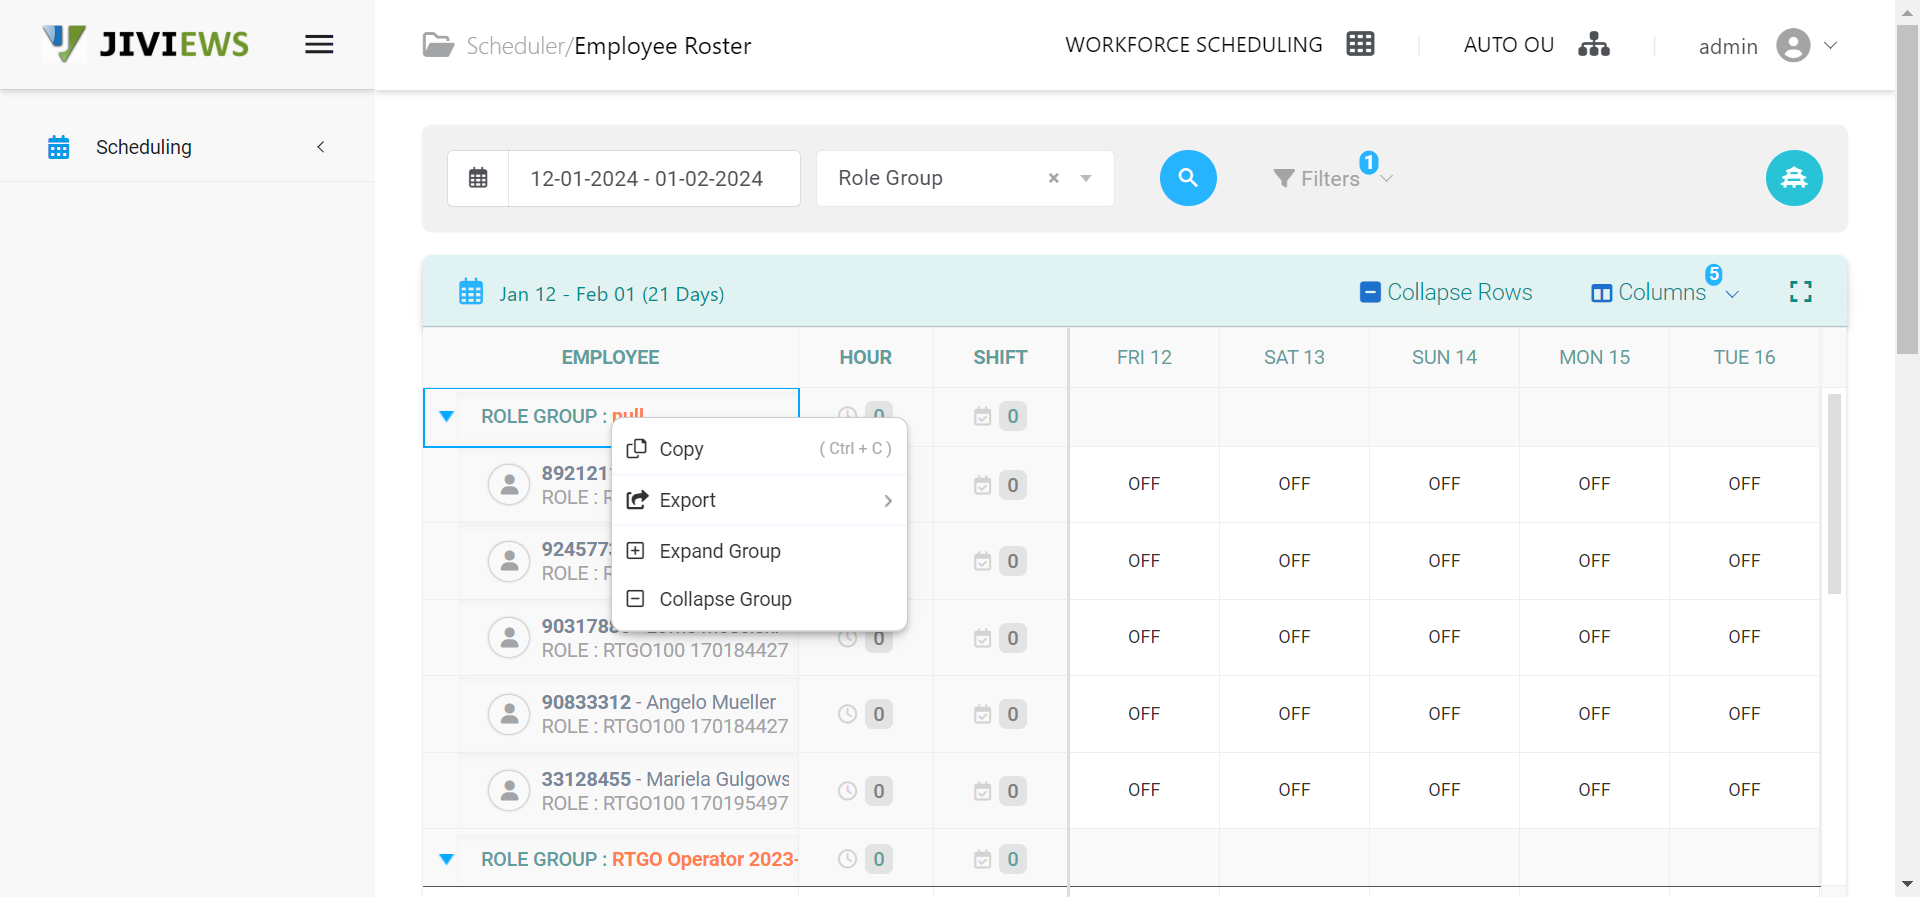 JIVIEWS
Scheduler/Employee Roster
WORKFORCE SCHEDULING
AUTO OU
admin
Scheduling
12-01-2024 - 01-02-2024
Role Group
Filters
1
Jan 12 - Feb 01 (21 Days)
Collapse Rows
Columns
5
EMPLOYEE HOUR SHIFT FRI 12 SAT 13 SUN 14 MON 15 TUE 16
ROLE GROUP : null 0 0
Copy ( Ctrl + C )
Export
Expand Group
Collapse Group
892121
ROLE : 0 OFF OFF OFF OFF OFF
924577
ROLE : 0 OFF OFF OFF OFF OFF
903178
ROLE : RTGO100 170184427 0 0 OFF OFF OFF OFF OFF
90833312 - Angelo Mueller
ROLE : RTGO100 170184427 0 0 OFF OFF OFF OFF OFF
33128455 - Mariela Gulgows
ROLE : RTGO100 170195497 0 0 OFF OFF OFF OFF OFF
ROLE GROUP : RTGO Operator 2023- 0 0